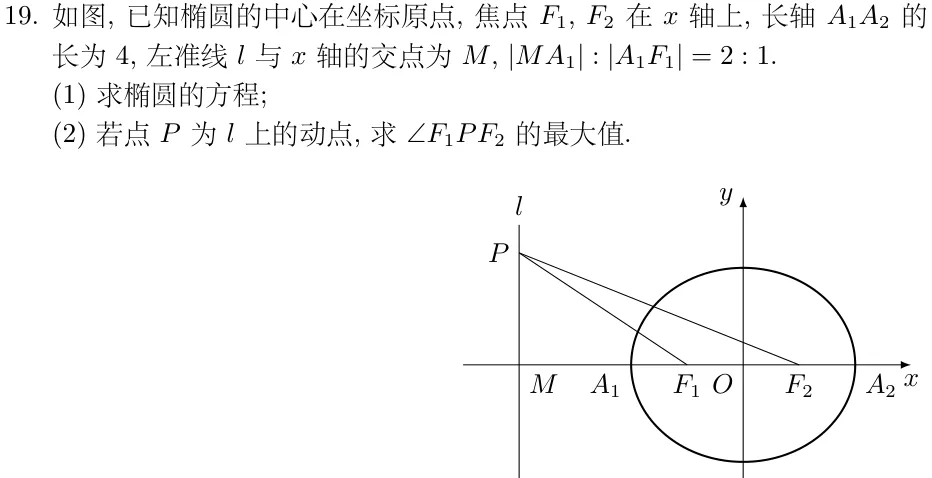 19. 如图, 已知椭圆的中心在坐标原点, 焦点 F₁, F₂ 在 x 轴上, 长轴 A₁A₂ 的
长为 4, 左准线 l 与 x 轴的交点为 M, |MA₁| : |A₁F₁| = 2 : 1.
(1) 求椭圆的方程;
(2) 若点 P 为 l 上的动点, 求 ∠F₁PF₂ 的最大值.
y
l
P
M A₁ F₁ O F₂ A₂ x